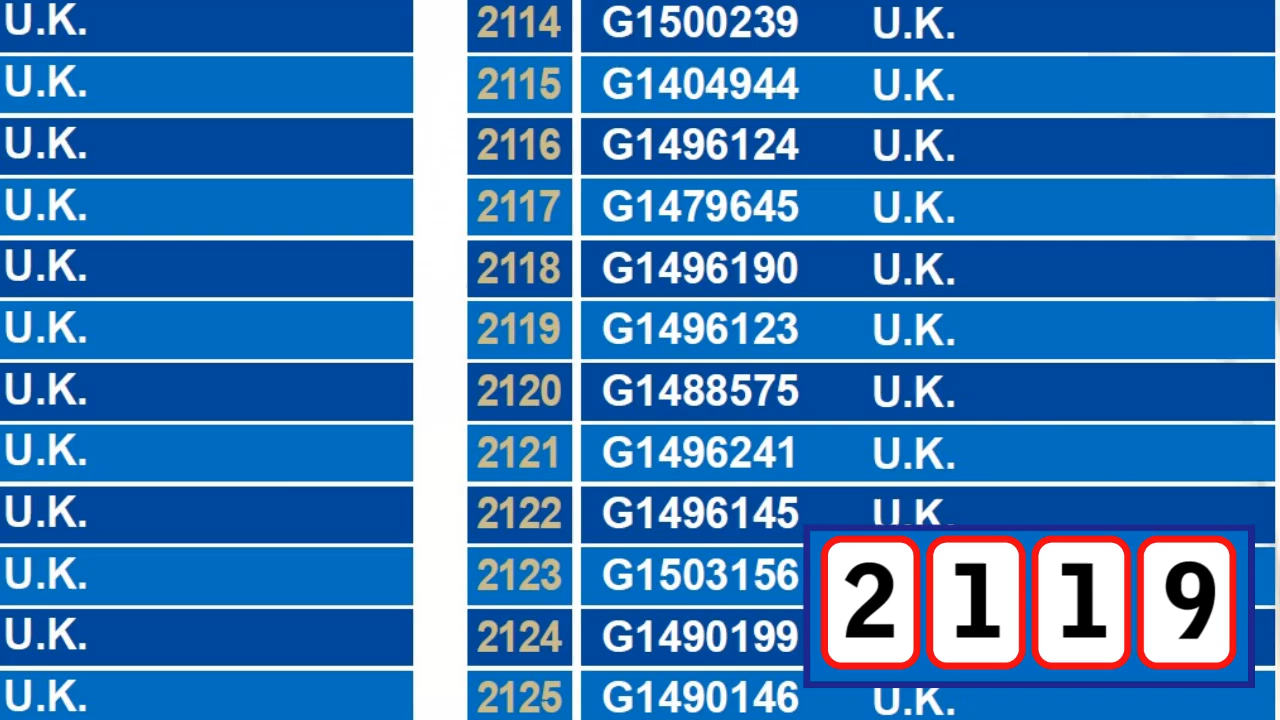 U.K. 2114 G1500239 U.K.
U.K. 2115 G1404944 U.K.
U.K. 2116 G1496124 U.K.
U.K. 2117 G1479645 U.K.
U.K. 2118 G1496190 U.K.
U.K. 2119 G1496123 U.K.
U.K. 2120 G1488575 U.K.
U.K. 2121 G1496241 U.K.
U.K. 2122 G1496145 U.K.
U.K. 2123 G1503156
U.K. 2124 G1490199
U.K. 2125 G1490146 U.K.
2119